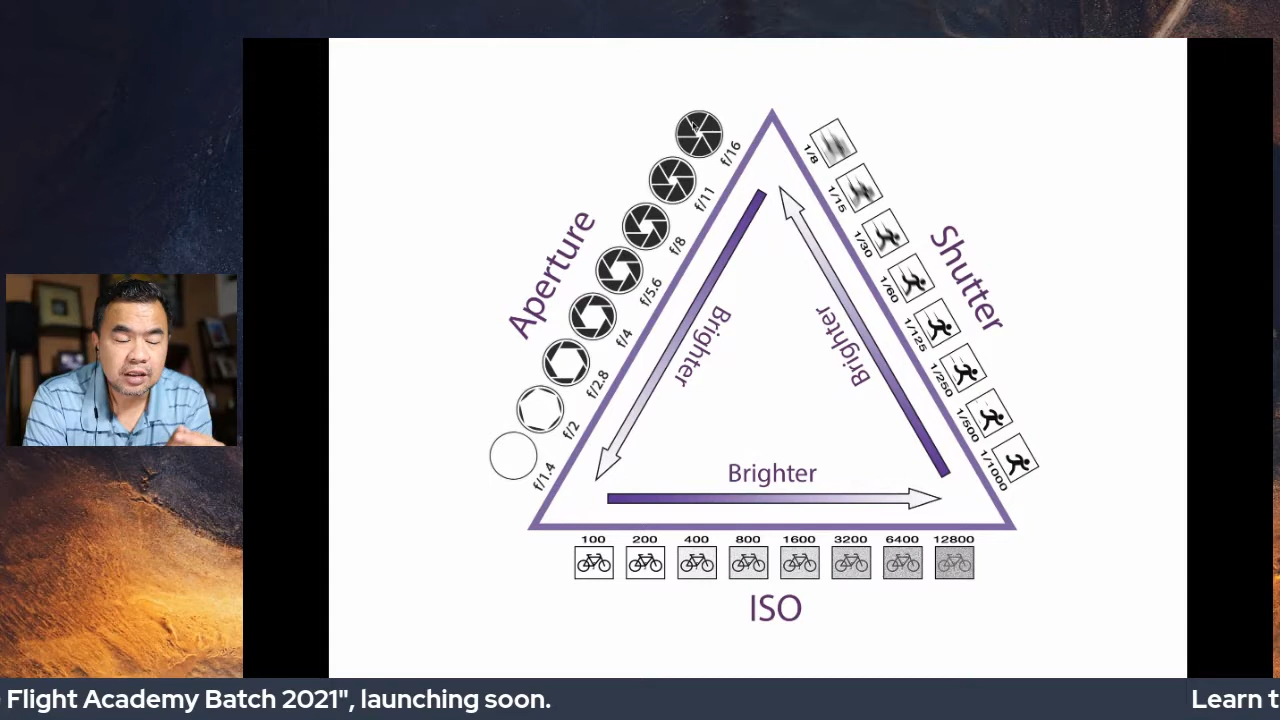 Aperture
f/16
f/11
f/8
f/5.6
f/4
f/2.8
f/2
f/1.4
Shutter
1/8
1/15
1/30
1/60
1/125
1/250
1/500
1/1000
Brighter
Brighter
Brighter
100 200 400 800 1600 3200 6400 12800
ISO
Flight Academy Batch 2021", launching soon. Learn t